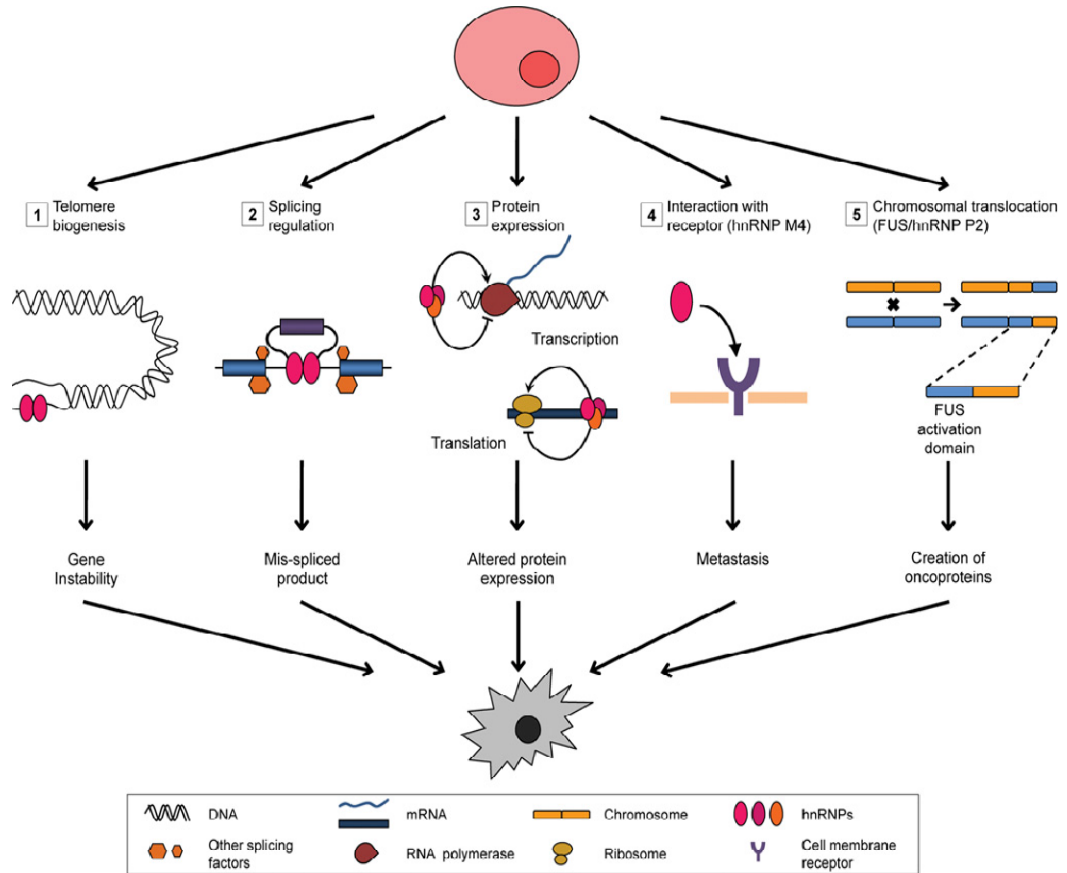 1 Telomere
biogenesis
2 Splicing
regulation
3 Protein
expression
4 Interaction with
receptor (hnRNP M4)
5 Chromosomal translocation
(FUS/hnRNP P2)
Transcription
Translation
FUS
activation
domain
Gene
Instability
Mis-spliced
product
Altered protein
expression
Metastasis
Creation of
oncoproteins
DNA
mRNA
Chromosome
hnRNPs
Other splicing
factors
RNA polymerase
Ribosome
Cell membrane
receptor